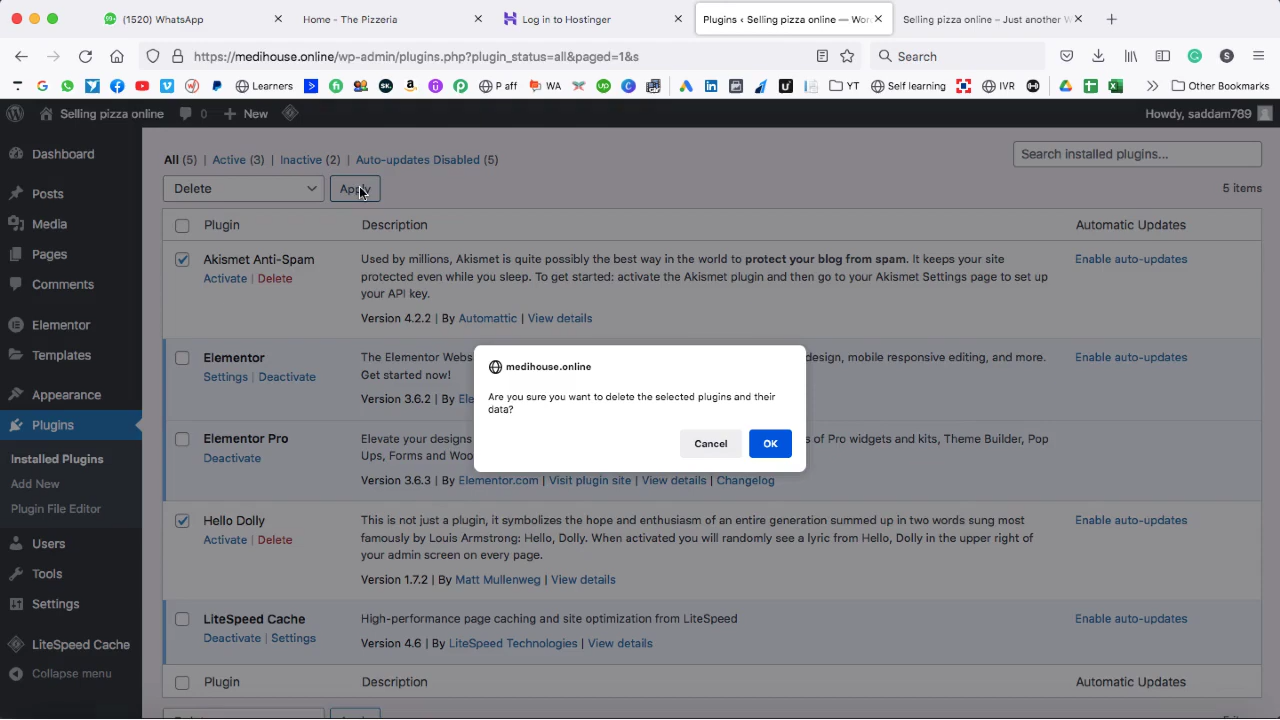 (1520) WhatsApp
Home - The Pizzeria
Log in to Hostinger
Plugins ‹ Selling pizza online — Wor
Selling pizza online – Just another W
https://medihouse.online/wp-admin/plugins.php?plugin_status=all&paged=1&s
Search
Learners
P aff
WA
YT
Self learning
IVR
Other Bookmarks
Selling pizza online
0
New
Howdy, saddam789
Dashboard
Posts
Media
Pages
Comments
Elementor
Templates
Appearance
Plugins
Installed Plugins
Add New
Plugin File Editor
Users
Tools
Settings
LiteSpeed Cache
Collapse menu
All (5) | Active (3) | Inactive (2) | Auto-updates Disabled (5)
Search installed plugins...
Delete
Apply
5 items
Plugin
Description
Automatic Updates
Akismet Anti-Spam
Activate | Delete
Used by millions, Akismet is quite possibly the best way in the world to protect your blog from spam. It keeps your site
protected even while you sleep. To get started: activate the Akismet plugin and then go to your Akismet Settings page to set up
your API key.
Version 4.2.2 | By Automattic | View details
Enable auto-updates
Elementor
Settings | Deactivate
The Elementor Webs
design, mobile responsive editing, and more.
Get started now!
Version 3.6.2 | By Ele
Enable auto-updates
medihouse.online
Are you sure you want to delete the selected plugins and their
data?
Cancel
OK
Elementor Pro
Deactivate
Elevate your designs
s of Pro widgets and kits, Theme Builder, Pop
Ups, Forms and Woo
Version 3.6.3 | By Elementor.com | Visit plugin site | View details | Changelog
Hello Dolly
Activate | Delete
This is not just a plugin, it symbolizes the hope and enthusiasm of an entire generation summed up in two words sung most
famously by Louis Armstrong: Hello, Dolly. When activated you will randomly see a lyric from Hello, Dolly in the upper right of
your admin screen on every page.
Version 1.7.2 | By Matt Mullenweg | View details
Enable auto-updates
LiteSpeed Cache
Deactivate | Settings
High-performance page caching and site optimization from LiteSpeed
Version 4.6 | By LiteSpeed Technologies | View details
Enable auto-updates
Plugin
Description
Automatic Updates